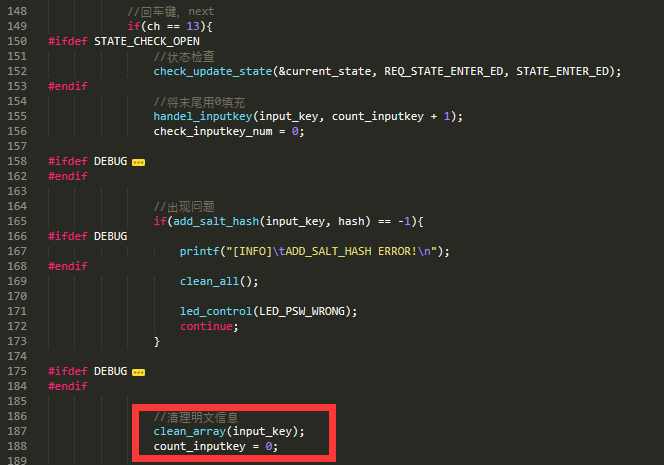 148 //回车键, next
149 if(ch == 13){
150 #ifdef STATE_CHECK_OPEN
151 //状态检查
152 check_update_state(&current_state, REQ_STATE_ENTER_ED, STATE_ENTER_ED);
153 #endif
154 //将末尾用0填充
155 handel_inputkey(input_key, count_inputkey + 1);
156 check_inputkey_num = 0;
157
158 #ifdef DEBUG
162 #endif
163
164 //出现问题
165 if(add_salt_hash(input_key, hash) == -1){
166 #ifdef DEBUG
167 printf("[INFO]\tADD_SALT_HASH ERROR!\n");
168 #endif
169 clean_all();
170
171 led_control(LED_PSW_WRONG);
172 continue;
173 }
174
175 #ifdef DEBUG
184 #endif
185
186 //清理明文信息
187 clean_array(input_key);
188 count_inputkey = 0;
189